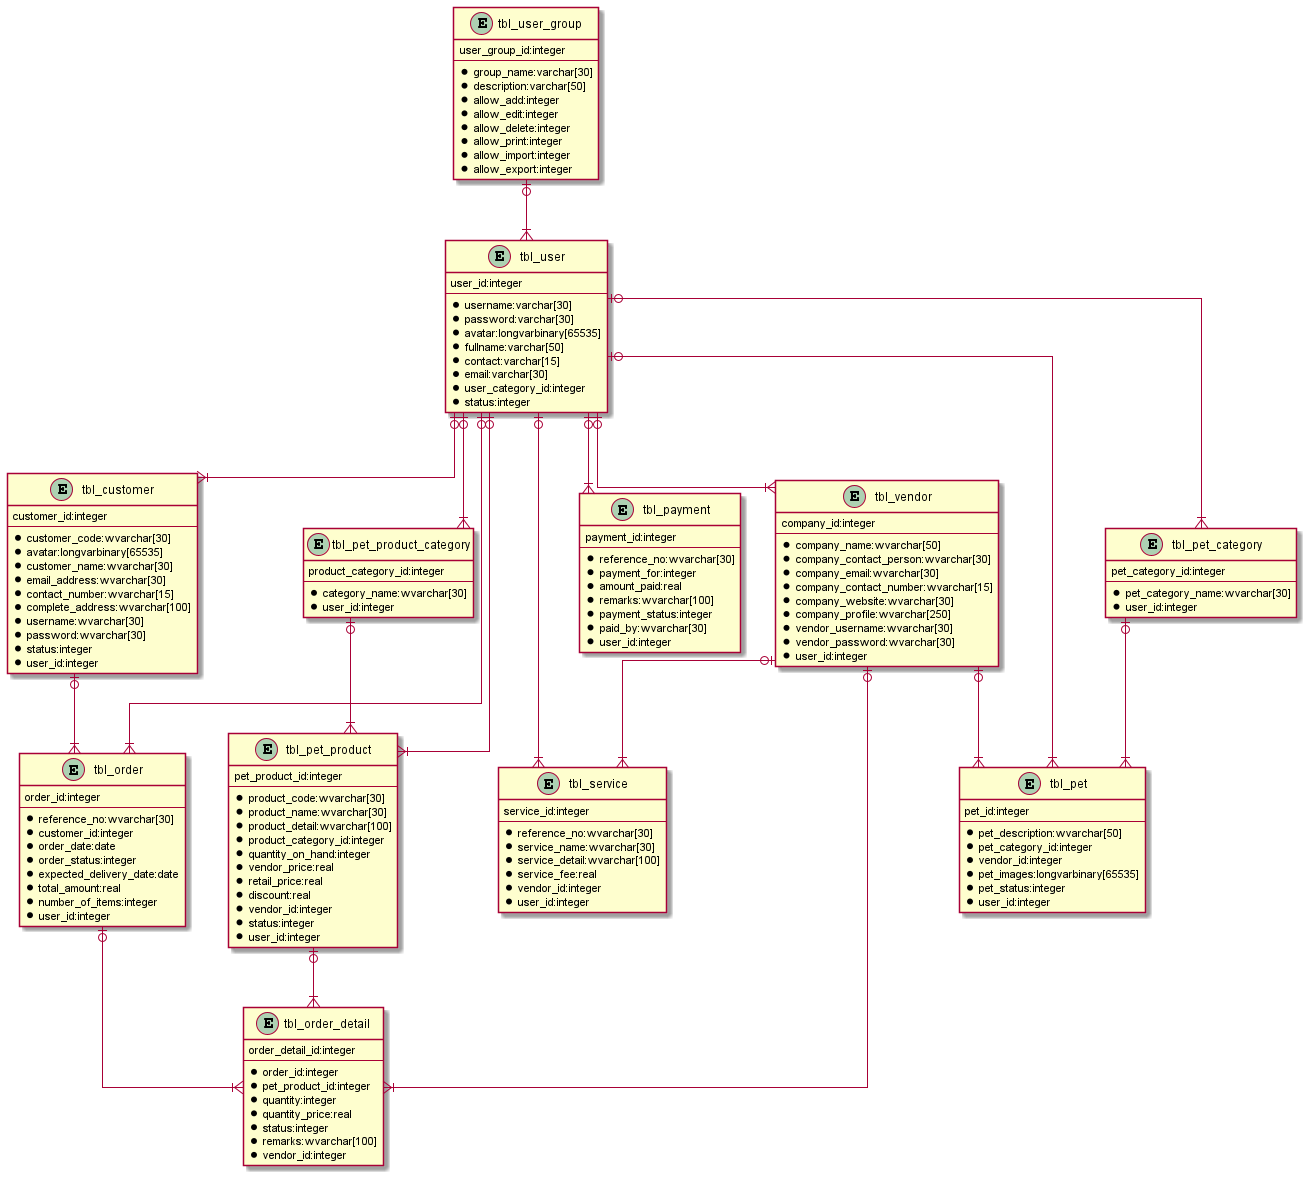 E tbl_user_group
user_group_id:integer
group_name:varchar[30]
description:varchar[50]
allow_add:integer
allow_edit:integer
allow_delete:integer
allow_print:integer
allow_import:integer
allow_export:integer
E tbl_user
user_id:integer
username:varchar[30]
password:varchar[30]
avatar:longvarbinary[65535]
fullname:varchar[50]
contact:varchar[15]
email:varchar[30]
user_category_id:integer
status:integer
E tbl_customer
customer_id:integer
customer_code:wvarchar[30]
avatar:longvarbinary[65535]
customer_name:wvarchar[30]
email_address:wvarchar[30]
contact_number:wvarchar[15]
complete_address:wvarchar[100]
username:wvarchar[30]
password:wvarchar[30]
status:integer
user_id:integer
E tbl_pet_product_category
product_category_id:integer
category_name:wvarchar[30]
user_id:integer
E tbl_payment
payment_id:integer
reference_no:wvarchar[30]
payment_for:integer
amount_paid:real
remarks:wvarchar[100]
payment_status:integer
paid_by:wvarchar[30]
user_id:integer
E tbl_vendor
company_id:integer
company_name:wvarchar[50]
company_contact_person:wvarchar[30]
company_email:wvarchar[30]
company_contact_number:wvarchar[15]
company_website:wvarchar[30]
company_profile:wvarchar[250]
vendor_username:wvarchar[30]
vendor_password:wvarchar[30]
user_id:integer
E tbl_pet_category
pet_category_id:integer
pet_category_name:wvarchar[30]
user_id:integer
E tbl_order
order_id:integer
reference_no:wvarchar[30]
customer_id:integer
order_date:date
order_status:integer
expected_delivery_date:date
total_amount:real
number_of_items:integer
user_id:integer
E tbl_pet_product
pet_product_id:integer
product_code:wvarchar[30]
product_name:wvarchar[30]
product_detail:wvarchar[100]
product_category_id:integer
quantity_on_hand:integer
vendor_price:real
retail_price:real
discount:real
vendor_id:integer
status:integer
user_id:integer
E tbl_service
service_id:integer
reference_no:wvarchar[30]
service_name:wvarchar[30]
service_detail:wvarchar[100]
service_fee:real
vendor_id:integer
user_id:integer
E tbl_pet
pet_id:integer
pet_description:wvarchar[50]
pet_category_id:integer
vendor_id:integer
pet_images:longvarbinary[65535]
pet_status:integer
user_id:integer
E tbl_order_detail
order_detail_id:integer
order_id:integer
pet_product_id:integer
quantity:integer
quantity_price:real
status:integer
remarks:wvarchar[100]
vendor_id:integer